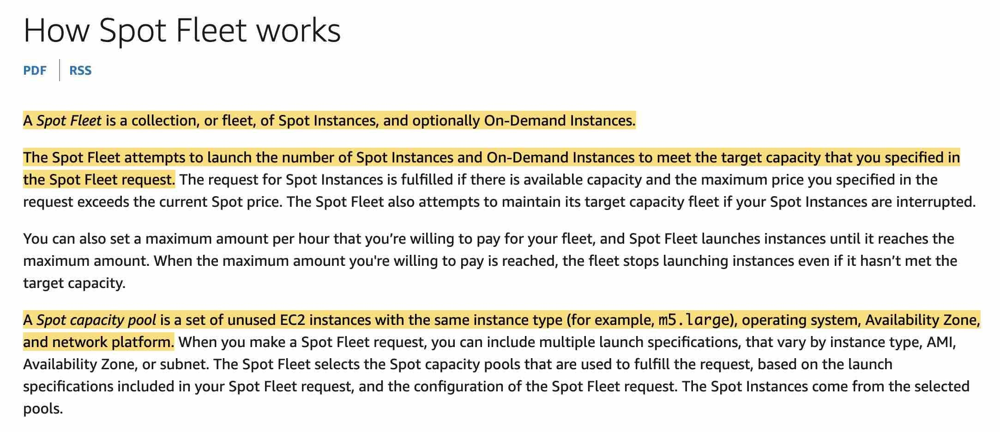 How Spot Fleet works
PDF
RSS
A Spot Fleet is a collection, or fleet, of Spot Instances, and optionally On-Demand Instances.
The Spot Fleet attempts to launch the number of Spot Instances and On-Demand Instances to meet the target capacity that you specified in
the Spot Fleet request. The request for Spot Instances is fulfilled if there is available capacity and the maximum price you specified in the
request exceeds the current Spot price. The Spot Fleet also attempts to maintain its target capacity fleet if your Spot Instances are interrupted.
You can also set a maximum amount per hour that you’re willing to pay for your fleet, and Spot Fleet launches instances until it reaches the
maximum amount. When the maximum amount you're willing to pay is reached, the fleet stops launching instances even if it hasn’t met the
target capacity.
A Spot capacity pool is a set of unused EC2 instances with the same instance type (for example, m5.large), operating system, Availability Zone,
and network platform. When you make a Spot Fleet request, you can include multiple launch specifications, that vary by instance type, AMI,
Availability Zone, or subnet. The Spot Fleet selects the Spot capacity pools that are used to fulfill the request, based on the launch
specifications included in your Spot Fleet request, and the configuration of the Spot Fleet request. The Spot Instances come from the selected
pools.